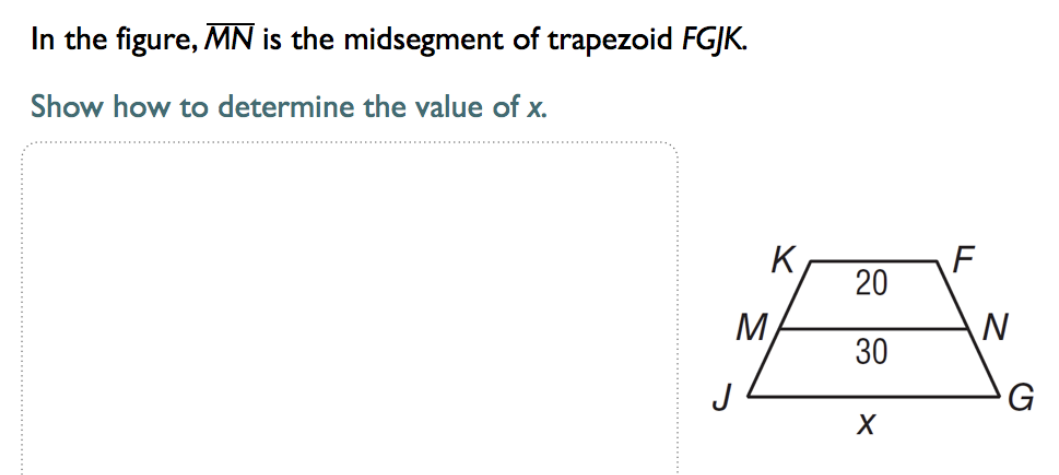 In the figure, MN is the midsegment of trapezoid FGJK.
Show how to determine the value of x.
K
F
20
M
N
30
J
G
x